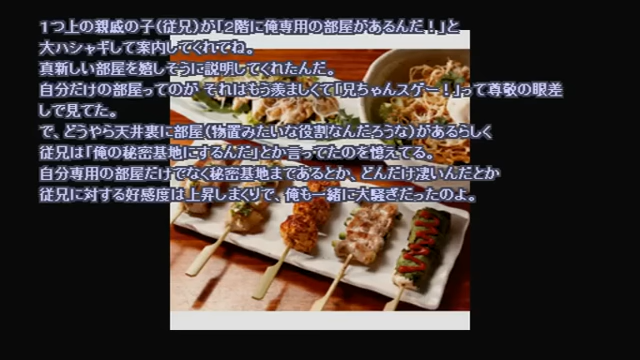 １つ上の親戚の子（従兄）が「２階に俺専用の部屋があるんだ！」と
大ハシャギして案内してくれてね。
真新しい部屋を嬉しそうに説明してくれたんだ。
自分だけの部屋ってのが それはもう羨ましくて「兄ちゃんスゲー！」って尊敬の眼差
しで見てた。
で、どうやら天井裏に部屋（物置みたいな役割なんだろうな）があるらしく
従兄は「俺の秘密基地にするんだ」とか言ってたのを憶えてる。
自分専用の部屋だけでなく秘密基地まであるとか、どんだけ凄いんだとか
従兄に対する好感度は上昇しまくりで、俺も一緒に大騒ぎだったのよ。